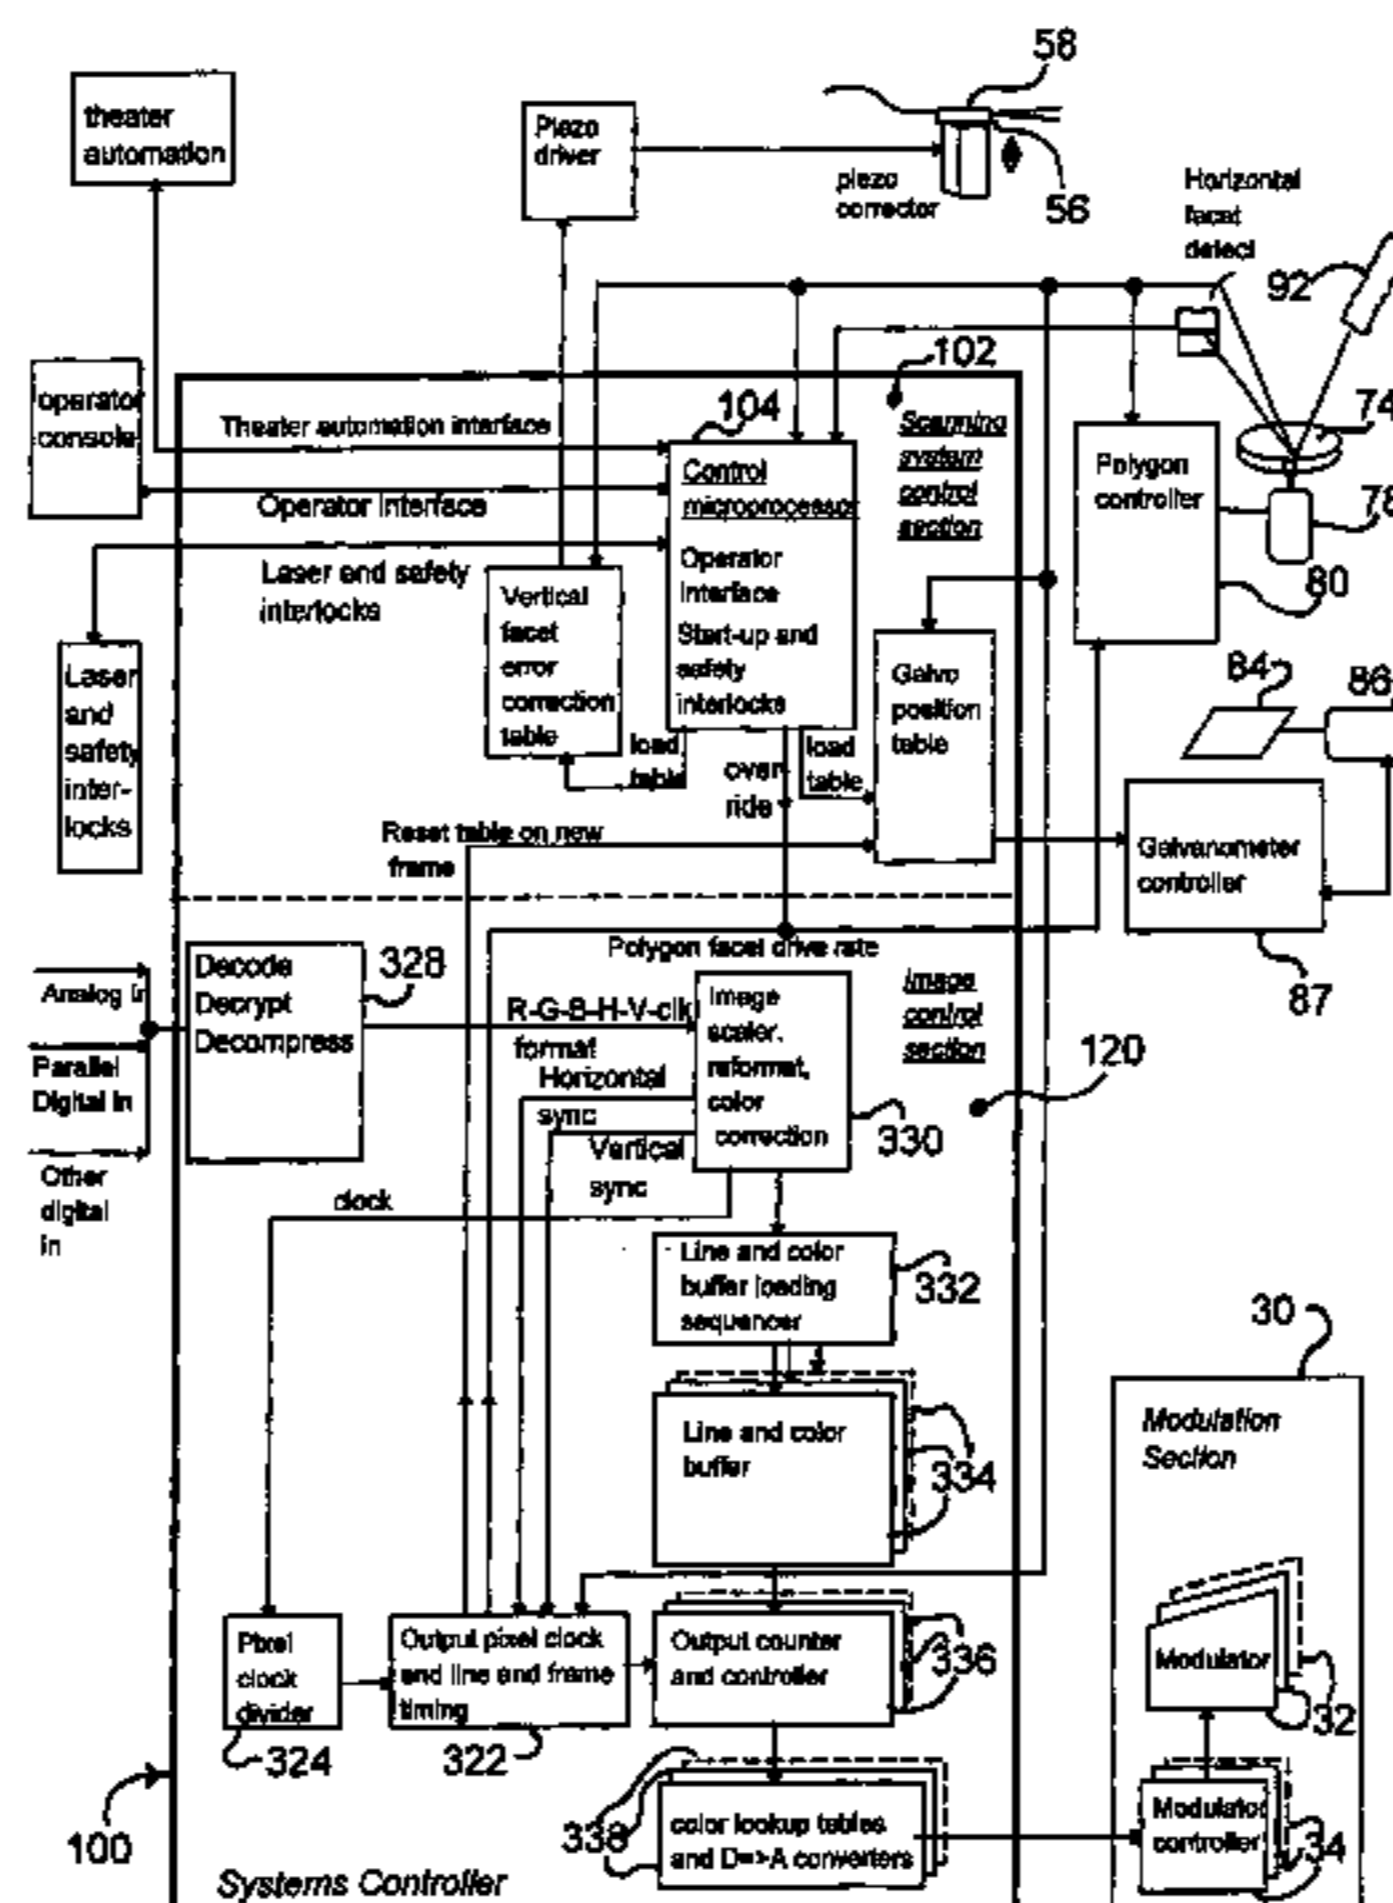 58
theater
automation
Piezo
driver
piezo
corrector
56
Horizontal
facet
detect
92
102
operator
console
Theater automation interface
104
Scanning
system
control
section
74
Control
microprocessor
Polygon
controller
Operator Interface
78
Operator
Interface
Start-up and
safety
interlocks
Laser and safety
interlocks
Vertical
facet
error
correction
table
80
Laser
and
safety
inter-
locks
Galvo
position
table
84
86
load
table
over
ride
load
table
Reset table on new
frame
Galvanometer
controller
87
Polygon facet drive rate
Decode
Decrypt
Decompress
328
Analog in
Parallel
Digital in
Other
digital
in
R-G-B-H-V-clk
format
Horizontal
sync
Vertical
sync
Image
scaler,
reformat,
color
correction
330
Image
control
section
120
clock
Line and color
buffer loading
sequencer
332
30
Modulation
Section
Line and color
buffer
334
Pixel
clock
divider
324
Output pixel clock
and line and frame
timing
322
Output counter
and controller
336
Modulator
32
338
color lookup tables
and D=>A converters
Modulator
controller
34
100
Systems Controller